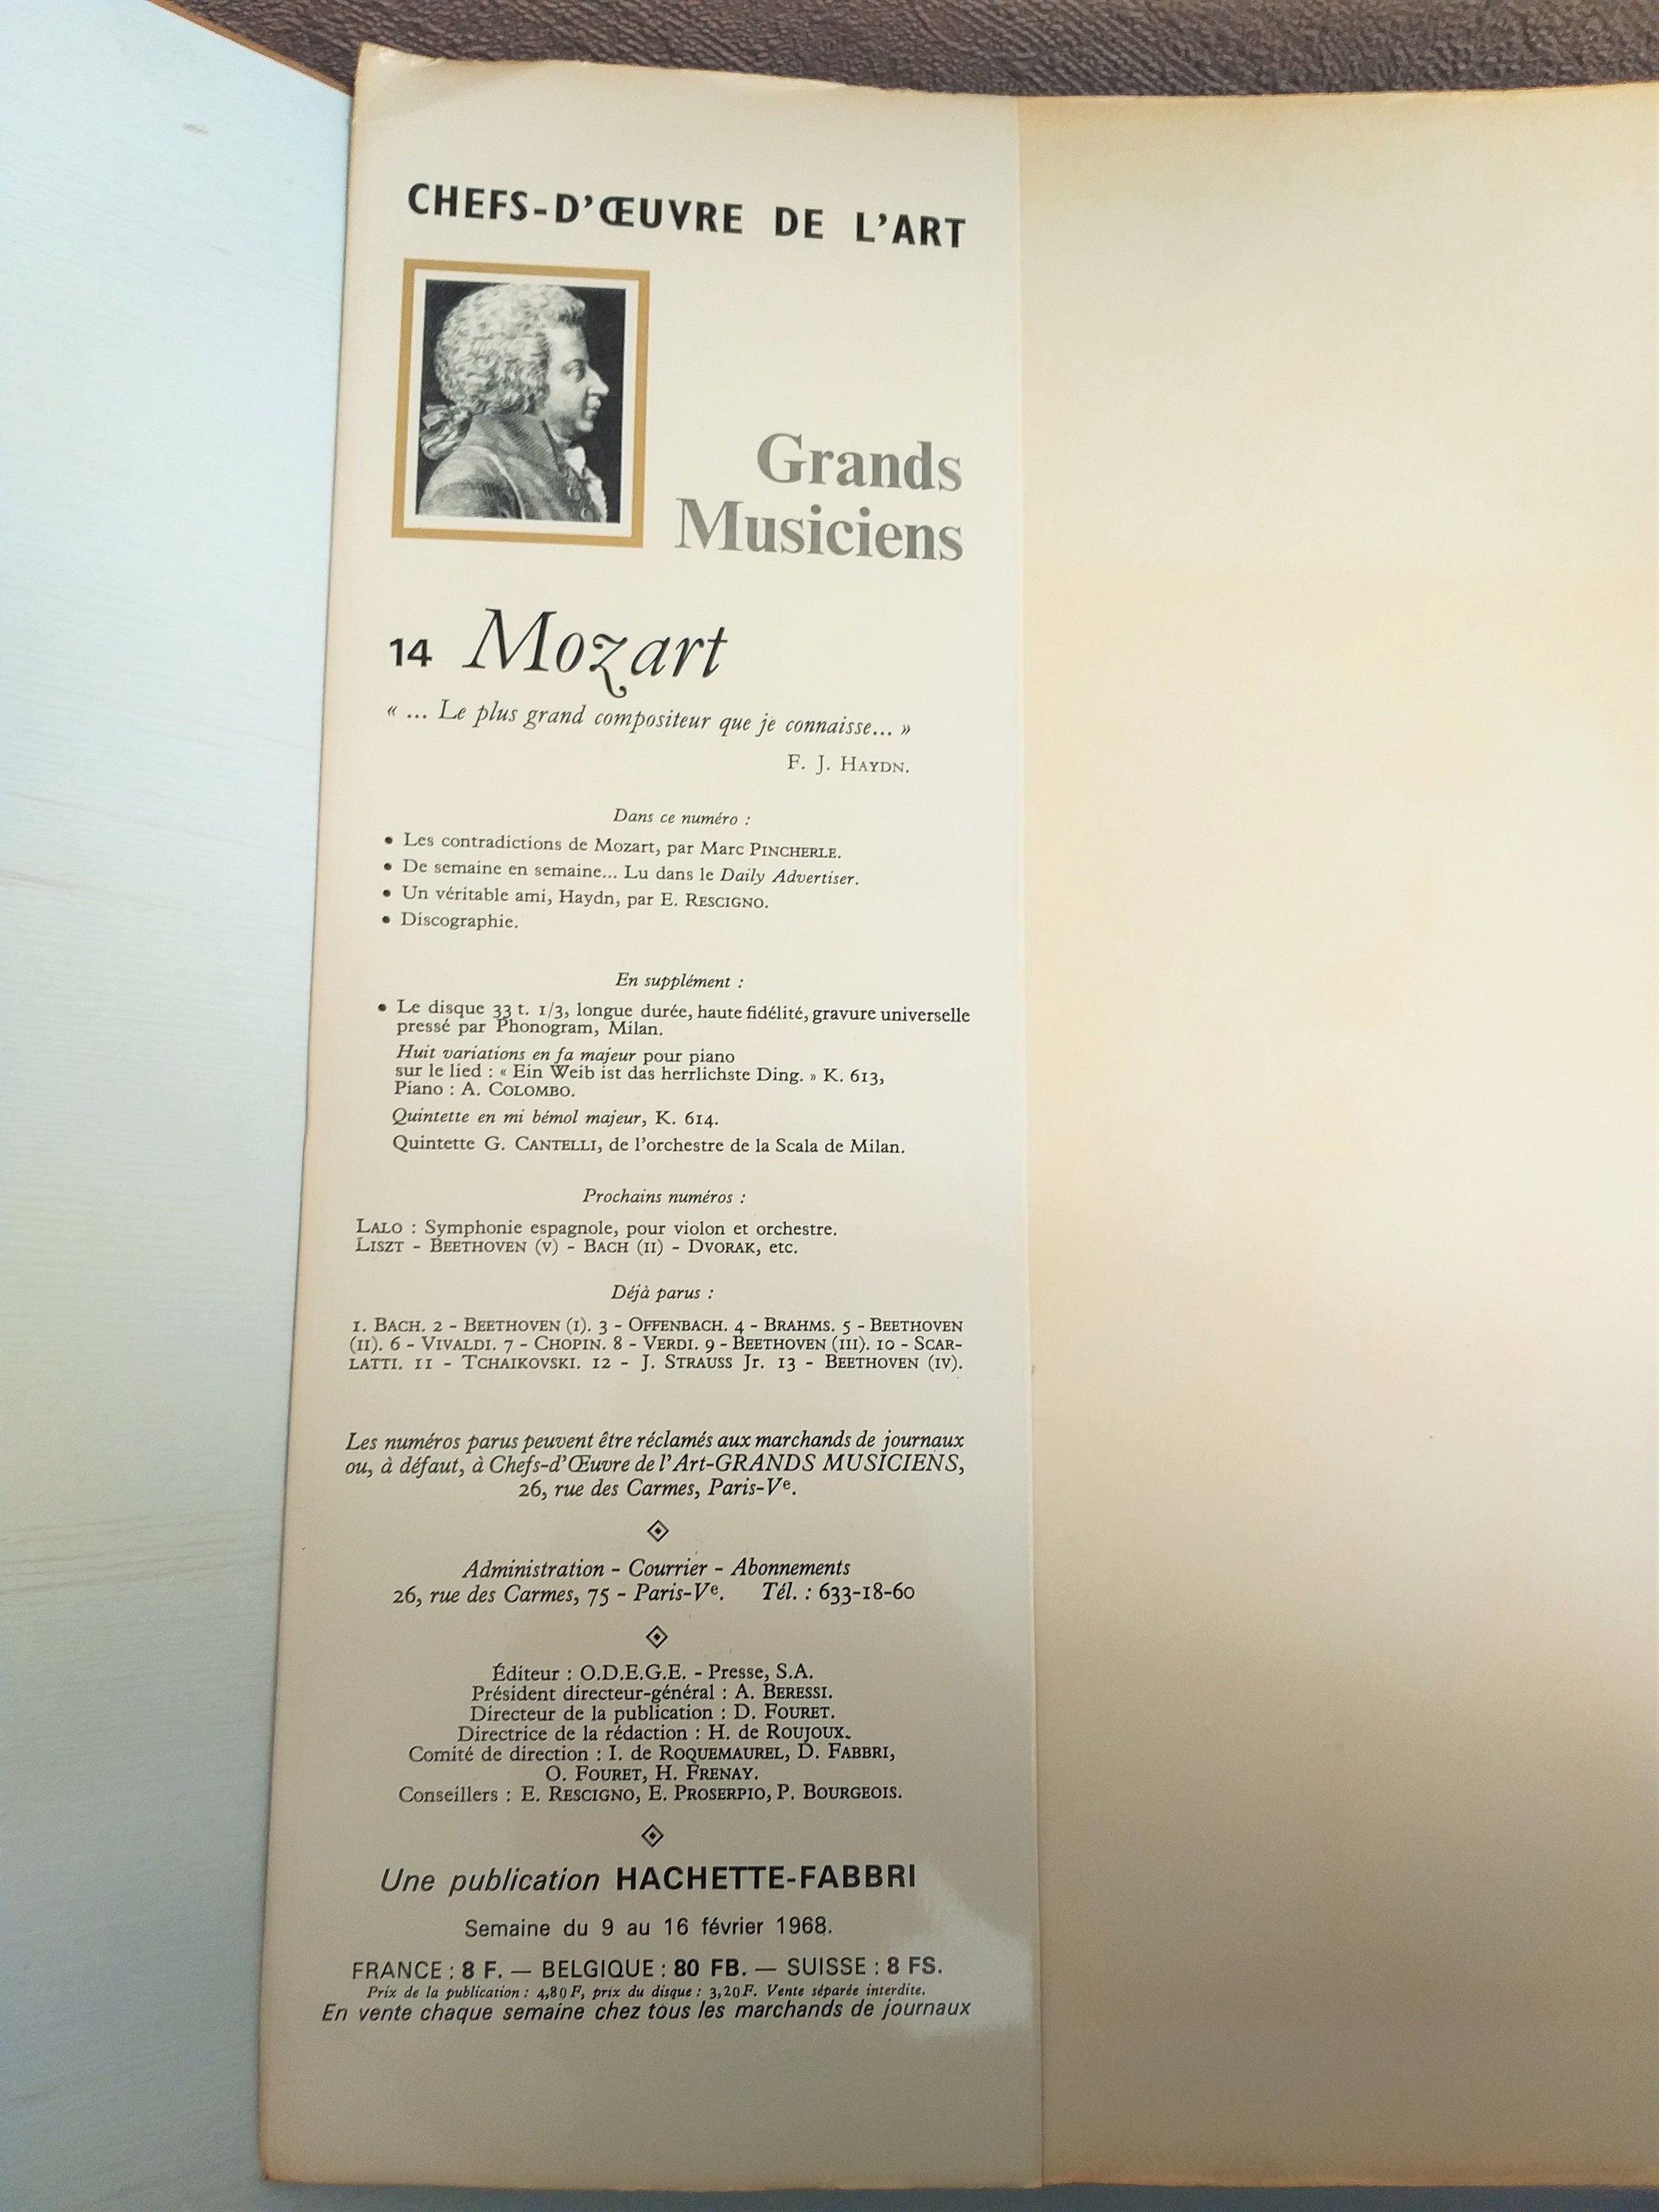 CHEFS-D'ŒUVRE DE L'ART
Grands
Musiciens
14 Mozart
« ... Le plus grand compositeur que je connaisse... »
F. J. HAYDN.
Dans ce numéro :
• Les contradictions de Mozart, par Marc PINCHERLE.
• De semaine en semaine... Lu dans le Daily Advertiser.
• Un véritable ami, Haydn, par E. RESCIGNO.
• Discographie.
En supplément :
• Le disque 33 t. 1/3, longue durée, haute fidélité, gravure universelle
pressé par Phonogram, Milan.
Huit variations en fa majeur pour piano
sur le lied : « Ein Weib ist das herrlichste Ding. » K. 613,
Piano : A. COLOMBO.
Quintette en mi bémol majeur, K. 614.
Quintette G. CANTELLI, de l'orchestre de la Scala de Milan.
Prochains numéros :
LALO : Symphonie espagnole, pour violon et orchestre.
LISZT - BEETHOVEN (V) - BACH (II) - DVORAK, etc.
Déjà parus :
1. BACH. 2 - BEETHOVEN (I). 3 - OFFENBACH. 4 - BRAHMS. 5 - BEETHOVEN
(II). 6 - VIVALDI. 7 - CHOPIN. 8 - VERDI. 9 - BEETHOVEN (III). 10 - SCAR-
LATTI. 11 - TCHAIKOVSKI. 12 - J. STRAUSS Jr. 13 - BEETHOVEN (IV).
Les numéros parus peuvent être réclamés aux marchands de journaux
ou, à défaut, à Chefs-d'Œuvre de l'Art-GRANDS MUSICIENS,
26, rue des Carmes, Paris-Ve.
Administration - Courrier - Abonnements
26, rue des Carmes, 75 - Paris-Ve. Tél. : 633-18-60
Éditeur : O.D.E.G.E. - Presse, S.A.
Président directeur-général : A. BERESSI.
Directeur de la publication : D. FOURET.
Directrice de la rédaction : H. de ROUJOUX.
Comité de direction : I. de ROQUEMAUREL, D. FABBRI,
O. FOURET, H. FRENAY.
Conseillers : E. RESCIGNO, E. PROSERPIO, P. BOURGEOIS.
Une publication HACHETTE-FABBRI
Semaine du 9 au 16 février 1968.
FRANCE : 8 F. — BELGIQUE : 80 FB. — SUISSE : 8 FS.
Prix de la publication : 4,80 F, prix du disque : 3,20 F. Vente séparée interdite.
En vente chaque semaine chez tous les marchands de journaux